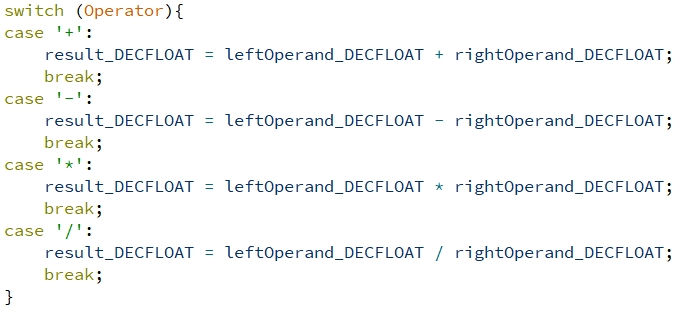 switch (Operator){
case '+':
    result_DECFLOAT = leftOperand_DECFLOAT + rightOperand_DECFLOAT;
    break;
case '-':
    result_DECFLOAT = leftOperand_DECFLOAT - rightOperand_DECFLOAT;
    break;
case '*':
    result_DECFLOAT = leftOperand_DECFLOAT * rightOperand_DECFLOAT;
    break;
case '/':
    result_DECFLOAT = leftOperand_DECFLOAT / rightOperand_DECFLOAT;
    break;
}